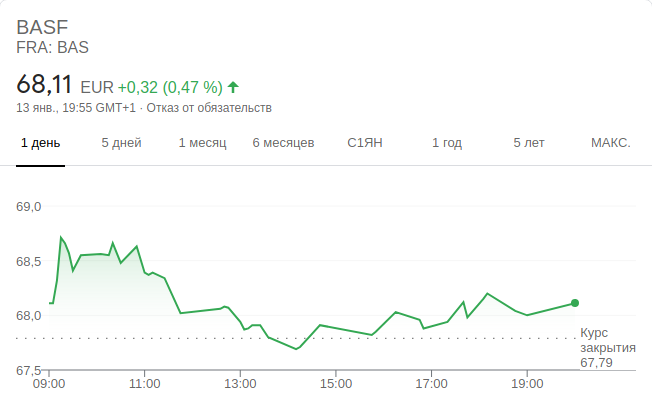 BASF
FRA: BAS
68,11 EUR +0,32 (0,47 %)
13 янв., 19:55 GMT+1 · Отказ от обязательств
1 день 5 дней 1 месяц 6 месяцев С1ЯН 1 год 5 лет МАКС.
69,0
68,5
68,0
Курс
закрытия
67,79
67,5
09:00 11:00 13:00 15:00 17:00 19:00